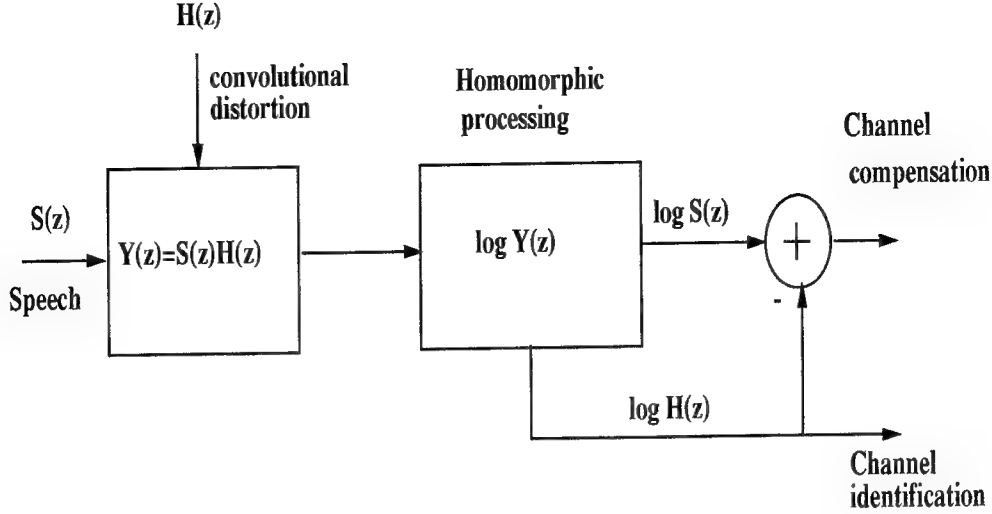 H(z)
convolutional
distortion
Homomorphic
processing
Channel
compensation
S(z)
Speech
Y(z)=S(z)H(z)
log Y(z)
log S(z)
+
-
log H(z)
Channel
identification